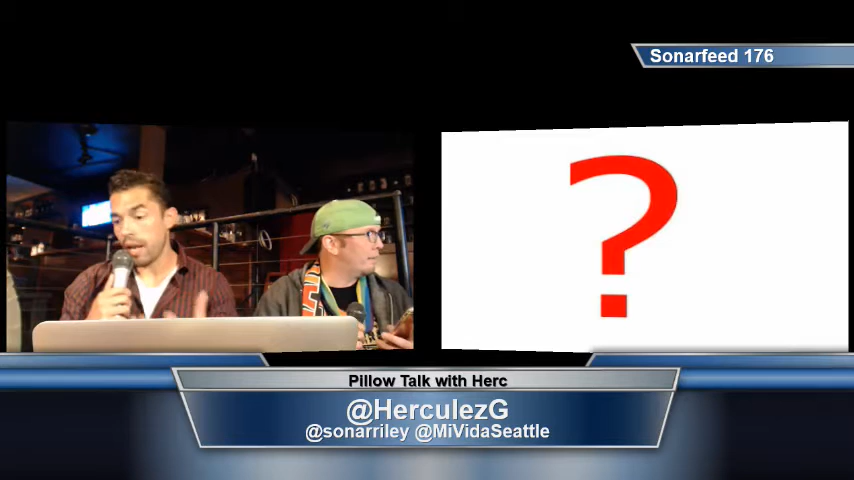 Sonarfeed 176
?
Pillow Talk with Herc
@HerculezG
@sonarriley @MiVidaSeattle